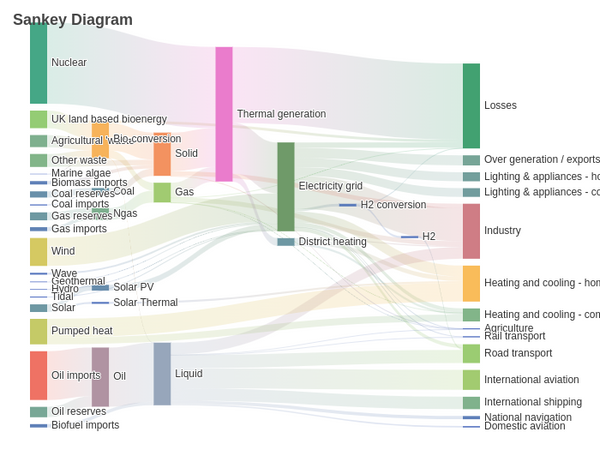 Sankey Diagram
Nuclear
UK land based bioenergy
Agricultural 'waste'
Other waste
Marine algae
Biomass imports
Coal reserves
Coal imports
Gas reserves
Gas imports
Wind
Wave
Geothermal
Hydro
Tidal
Solar
Pumped heat
Oil imports
Oil reserves
Biofuel imports
Bio-conversion
Coal
Ngas
Solar PV
Solar Thermal
Oil
Solid
Gas
Liquid
Thermal generation
Electricity grid
District heating
H2 conversion
H2
Losses
Over generation / exports
Lighting & appliances - ho
Lighting & appliances - co
Industry
Heating and cooling - hom
Heating and cooling - com
Agriculture
Rail transport
Road transport
International aviation
International shipping
National navigation
Domestic aviation